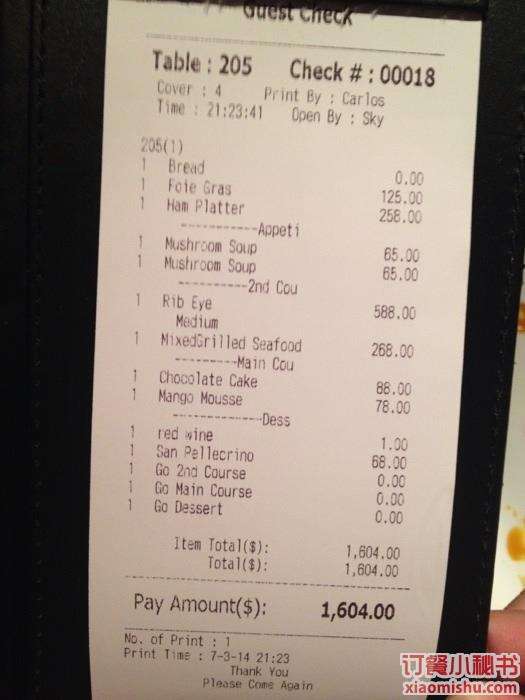 Guest Check
Table : 205 Check # : 00018
Cover : 4 Print By : Carlos
Time : 21:23:41 Open By : Sky
205(1)
1 Bread 0.00
1 Foie Gras 125.00
1 Ham Platter 258.00
-----------Appeti
1 Mushroom Soup 65.00
1 Mushroom Soup 65.00
----------2nd Cou
1 Rib Eye 588.00
Medium
1 MixedGrilled Seafood 268.00
---------Main Cou
1 Chocolate Cake 88.00
1 Mango Mousse 78.00
-------------Dess
1 red wine 1.00
1 San Pellecrino 68.00
1 Go 2nd Course 0.00
1 Go Main Course 0.00
1 Go Dessert 0.00
Item Total($): 1,604.00
Total($): 1,604.00
Pay Amount($): 1,604.00
No. of Print : 1
Print Time : 7-3-14 21:23
Thank You
Please Come Again
订餐小秘书
xiaomishu.com